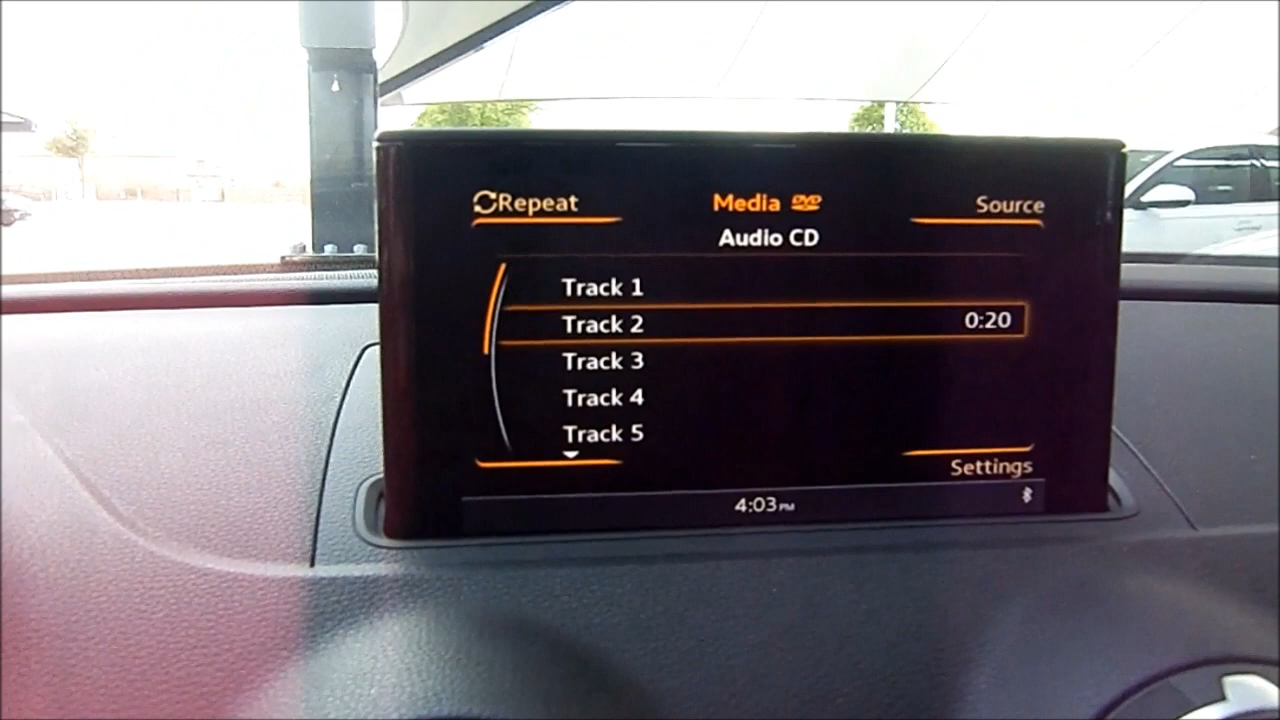 Repeat Media DVD Source
Audio CD
Track 1
Track 2 0:20
Track 3
Track 4
Track 5
Settings
4:03 PM